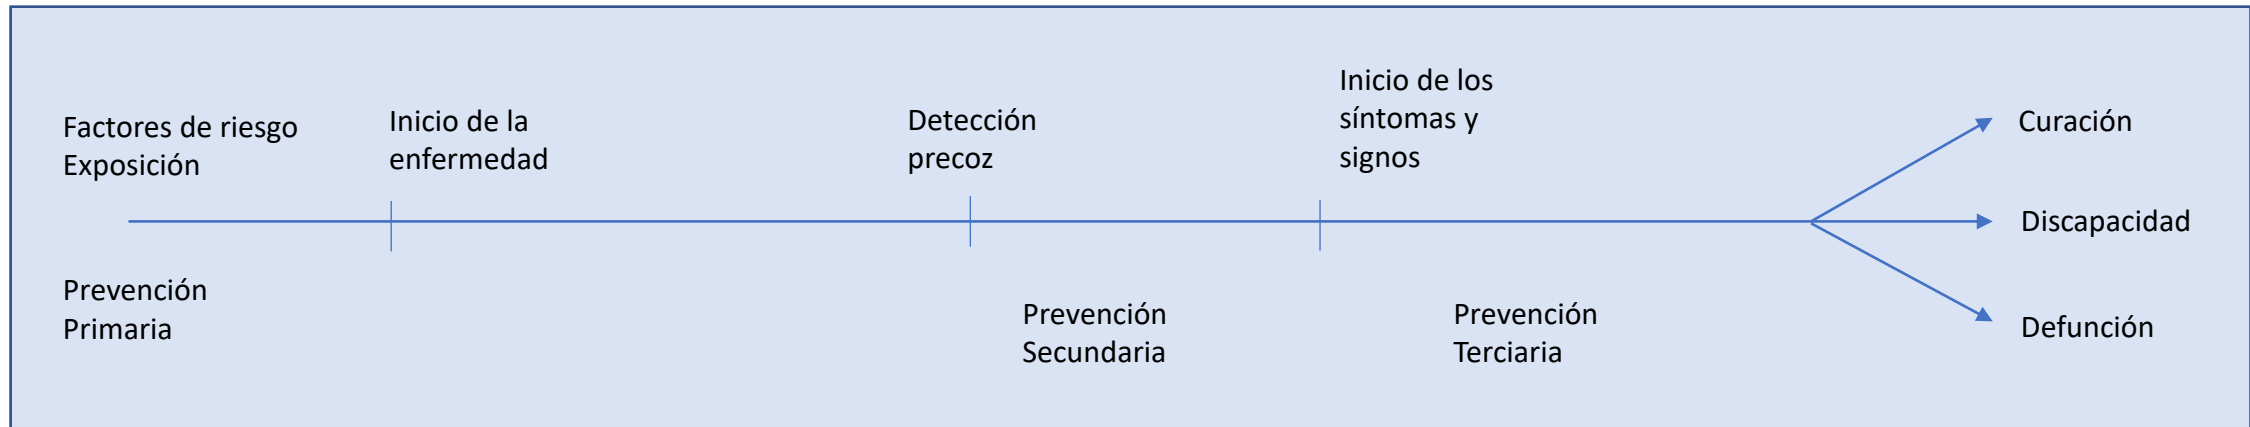 Factores de riesgo
Exposición
Inicio de la
enfermedad
Detección
precoz
Inicio de los
síntomas y
signos
Curación
Discapacidad
Defunción
Prevención
Primaria
Prevención
Secundaria
Prevención
Terciaria